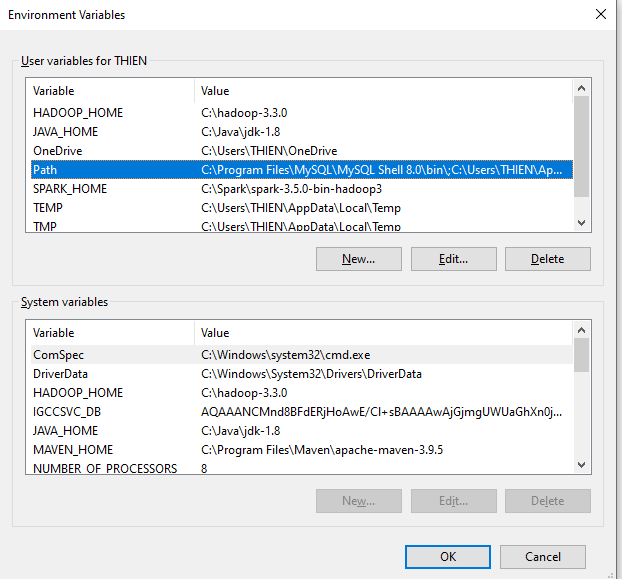 Environment Variables
User variables for THIEN
Variable Value
HADOOP_HOME C:\hadoop-3.3.0
JAVA_HOME C:\Java\jdk-1.8
OneDrive C:\Users\THIEN\OneDrive
Path C:\Program Files\MySQL\MySQL Shell 8.0\bin\;C:\Users\THIEN\Ap...
SPARK_HOME C:\Spark\spark-3.5.0-bin-hadoop3
TEMP C:\Users\THIEN\AppData\Local\Temp
TMP C:\Users\THIEN\AppData\Local\Temp
New... Edit... Delete
System variables
Variable Value
ComSpec C:\Windows\system32\cmd.exe
DriverData C:\Windows\System32\Drivers\DriverData
HADOOP_HOME C:\hadoop-3.3.0
IGCCSVC_DB
JAVA_HOME C:\Java\jdk-1.8
MAVEN_HOME C:\Program Files\Maven\apache-maven-3.9.5
NUMBER_OF_PROCESSORS 8
New... Edit... Delete
OK Cancel